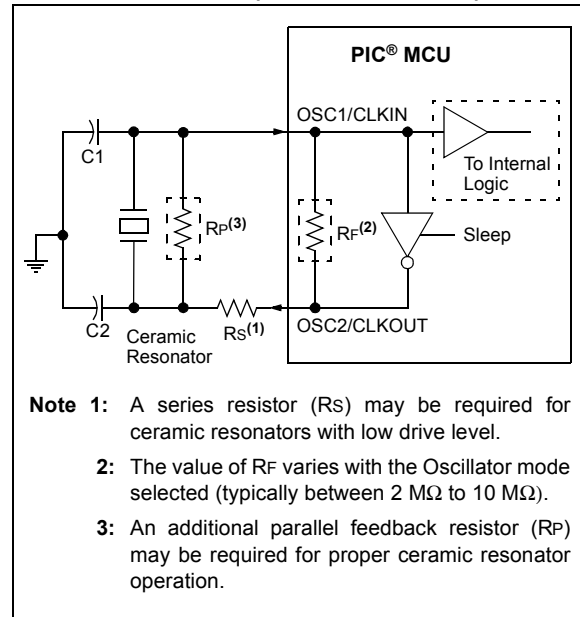 PIC® MCU
OSC1/CLKIN
C1
To Internal
Logic
RP(3)
RF(2)
Sleep
C2
Ceramic
Resonator
RS(1)
OSC2/CLKOUT
Note 1: A series resistor (RS) may be required for
ceramic resonators with low drive level.
2: The value of RF varies with the Oscillator mode
selected (typically between 2 MΩ to 10 MΩ).
3: An additional parallel feedback resistor (RP)
may be required for proper ceramic resonator
operation.